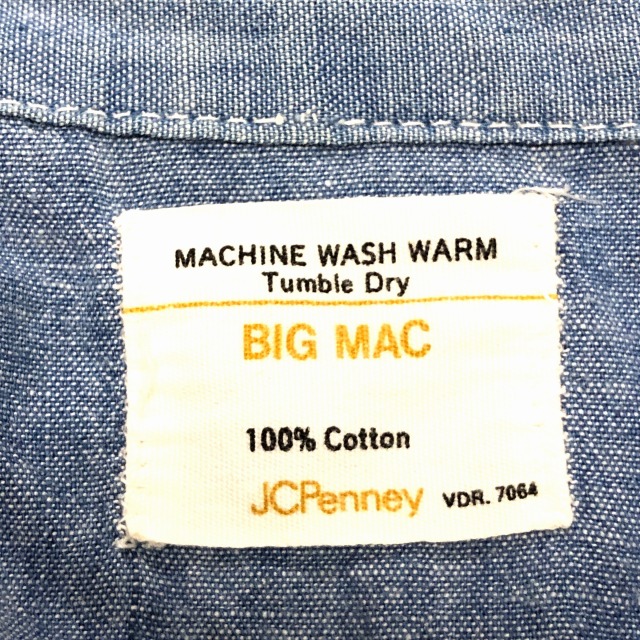 MACHINE WASH WARM
Tumble Dry
BIG MAC
100% Cotton
JCPenney VDR. 7064